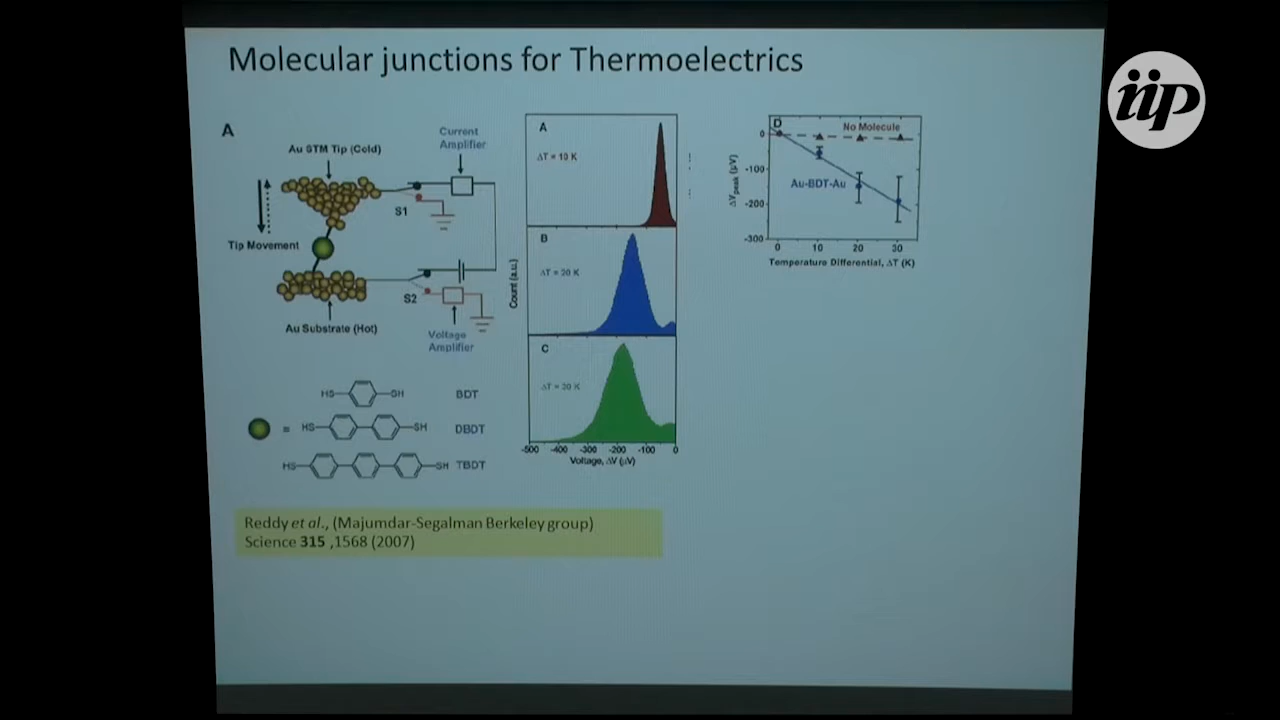 Molecular junctions for Thermoelectrics
iip
A
Au STM Tip (Cold)
Current
Amplifier
S1
Tip Movement
S2
Au Substrate (Hot)
Voltage
Amplifier
HS
SH
BDT
=
HS
SH
DBDT
HS
SH
TBDT
A
ΔT = 10 K
B
ΔT = 20 K
C
ΔT = 30 K
Count (a.u.)
-500 -400 -300 -200 -100 0
Voltage, ΔV (μV)
D
No Molecule
Au-BDT-Au
0
-100
-200
-300
ΔVpeak (μV)
0 10 20 30
Temperature Differential, ΔT (K)
Reddy et al., (Majumdar-Segalman Berkeley group)
Science 315 ,1568 (2007)